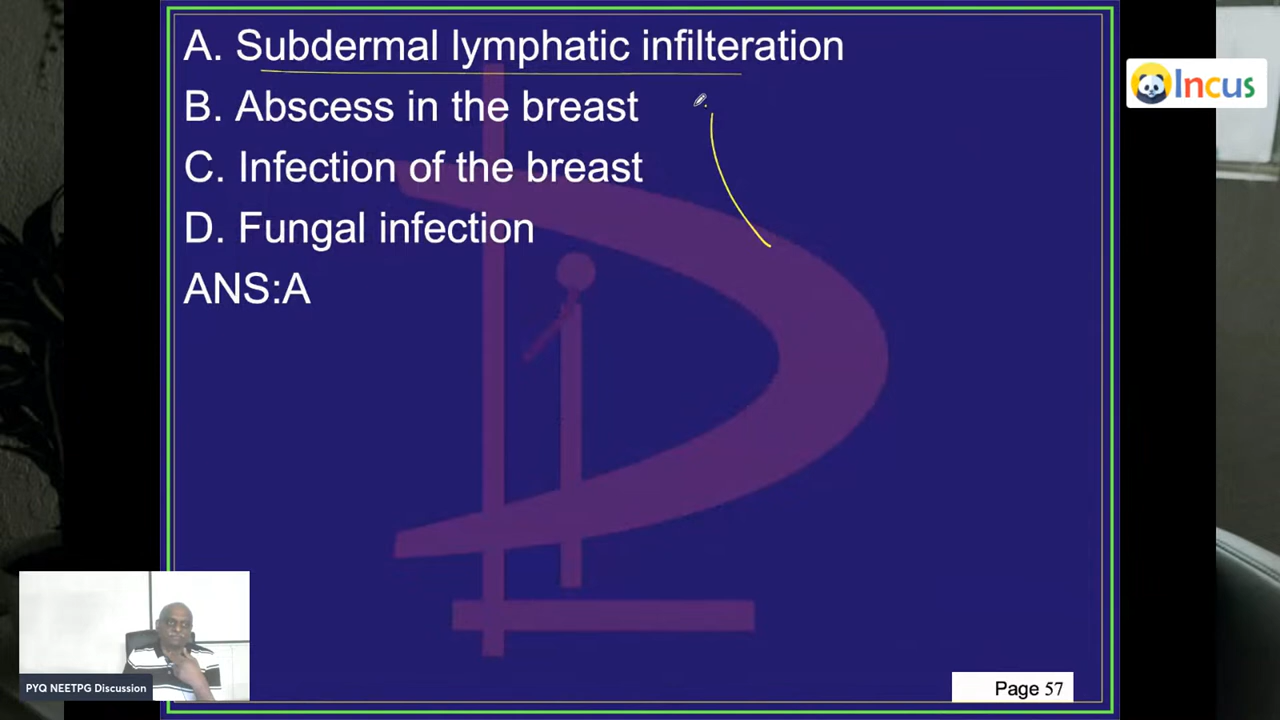 A. Subdermal lymphatic infilteration
Incus
B. Abscess in the breast
C. Infection of the breast
D. Fungal infection
ANS:A
PYQ NEETPG Discussion
Page 57